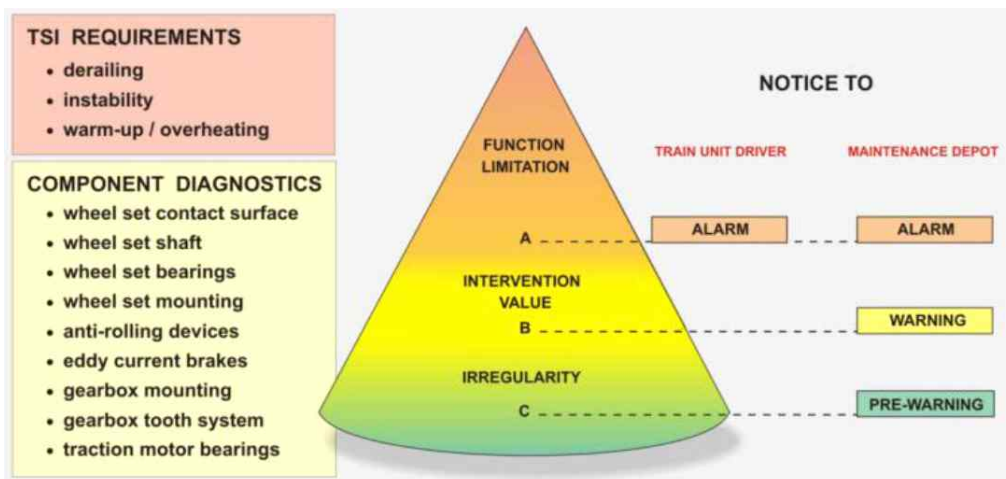 TSI REQUIREMENTS
• derailing
• instability
• warm-up / overheating
COMPONENT DIAGNOSTICS
• wheel set contact surface
• wheel set shaft
• wheel set bearings
• wheel set mounting
• anti-rolling devices
• eddy current brakes
• gearbox mounting
• gearbox tooth system
• traction motor bearings
FUNCTION
LIMITATION
A
INTERVENTION
VALUE
B
IRREGULARITY
C
NOTICE TO
TRAIN UNIT DRIVER
MAINTENANCE DEPOT
ALARM
ALARM
WARNING
PRE-WARNING